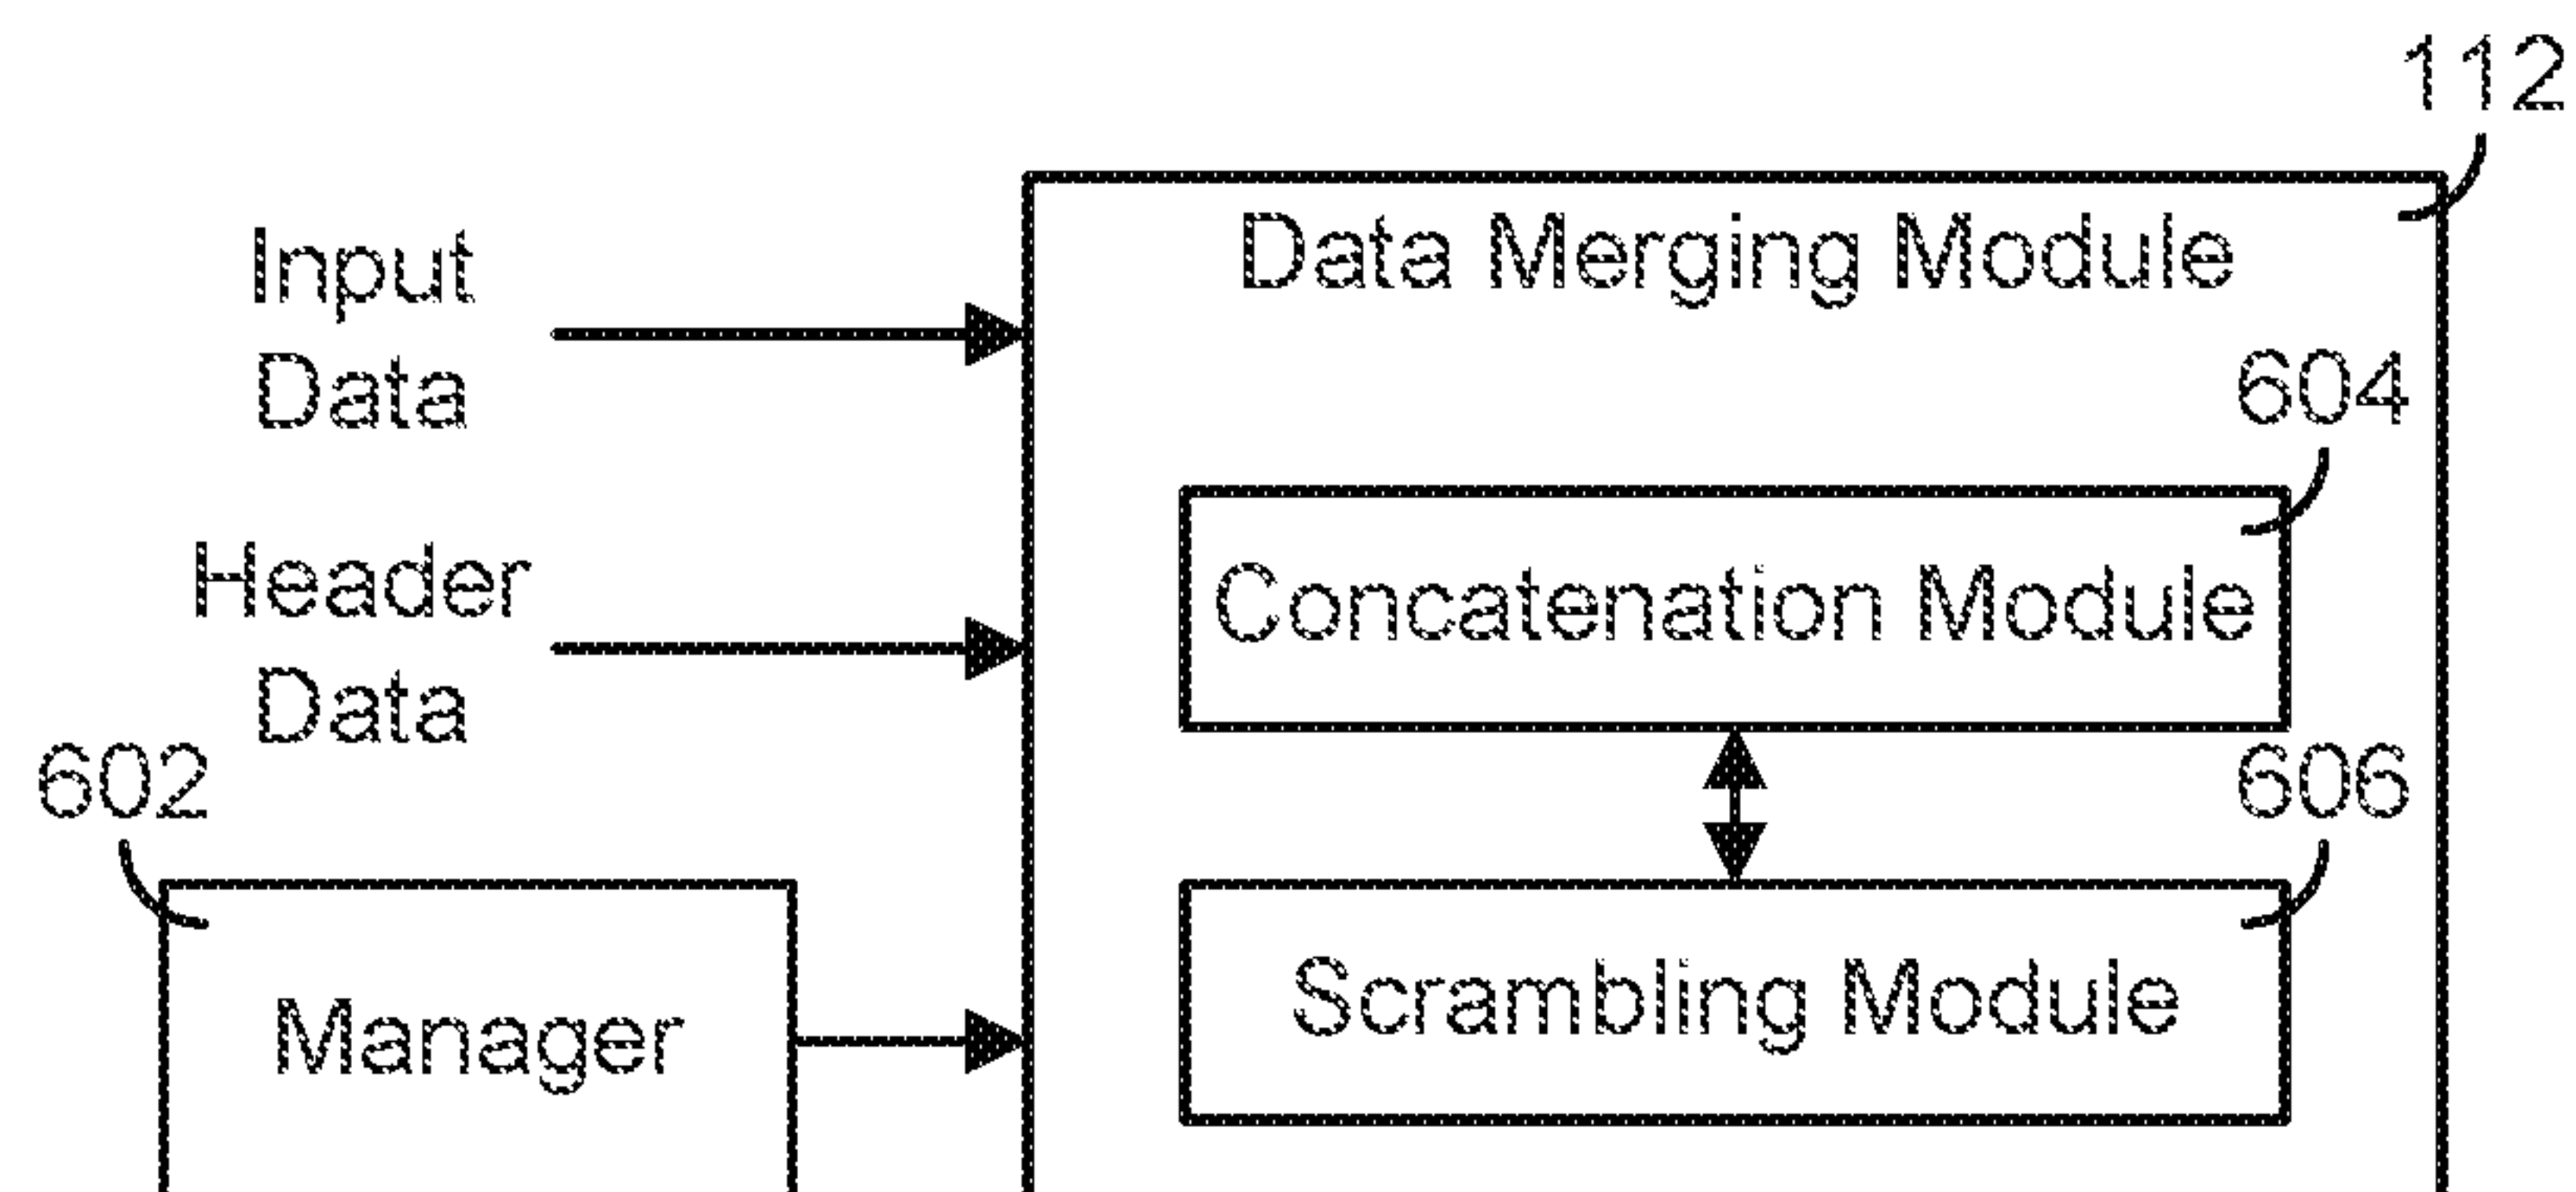 112
Input
Data
Data Merging Module
604
Header
Data
Concatenation Module
602
606
Manager
Scrambling Module